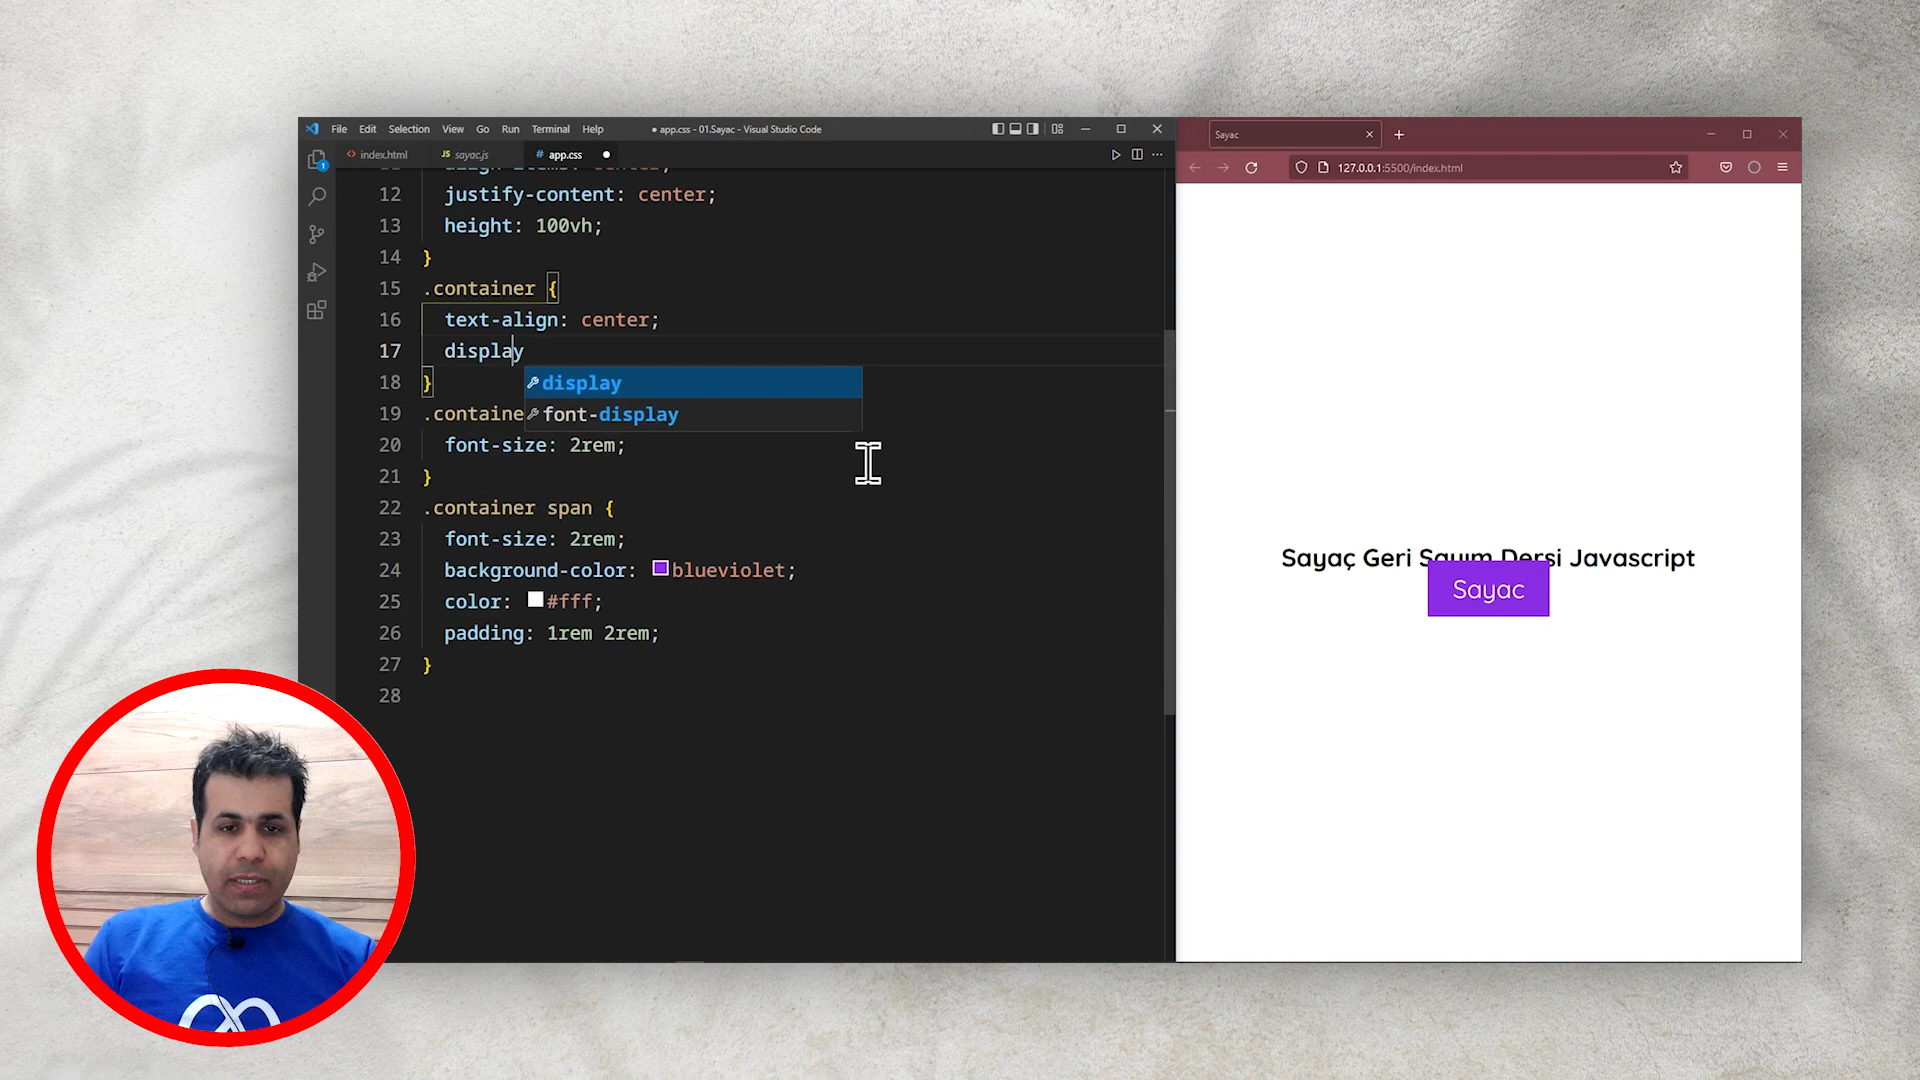 File Edit Selection View Go Run Terminal Help
● app.css - 01.Sayac - Visual Studio Code
index.html
JS sayac.js
# app.css
1
12 justify-content: center;
13 height: 100vh;
14 }
15 .container {
16 text-align: center;
17 display
18 }
display
font-display
19 .containe
20 font-size: 2rem;
21 }
22 .container span {
23 font-size: 2rem;
24 background-color: blueviolet;
25 color: #fff;
26 padding: 1rem 2rem;
27 }
28
Sayac
127.0.0.1:5500/index.html
Sayaç Geri Sayım Dersi Javascript
Sayac